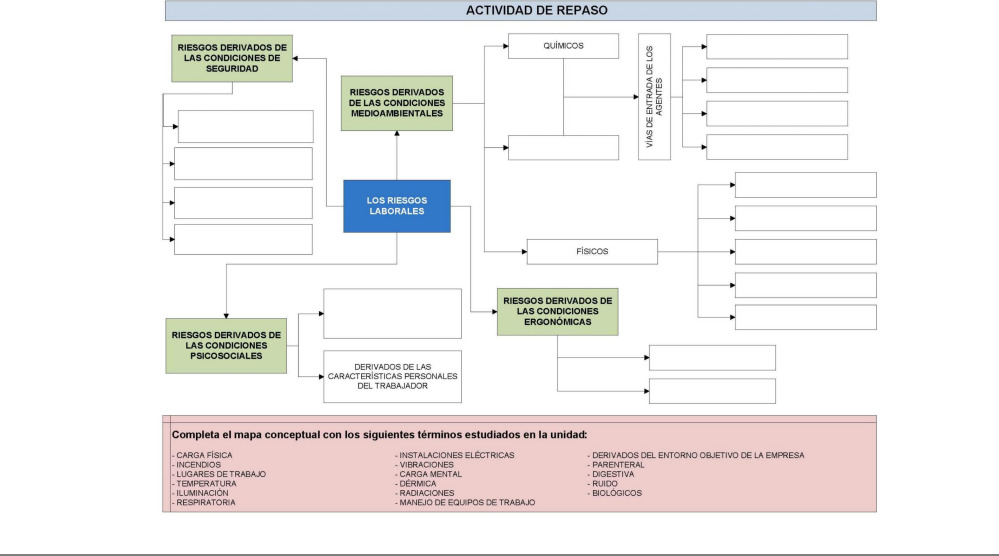 ACTIVIDAD DE REPASO
RIESGOS DERIVADOS DE
LAS CONDICIONES DE
SEGURIDAD
RIESGOS DERIVADOS
DE LAS CONDICIONES
MEDIOAMBIENTALES
QUÍMICOS
VÍAS DE ENTRADA DE LOS
AGENTES
LOS RIESGOS
LABORALES
FÍSICOS
RIESGOS DERIVADOS DE
LAS CONDICIONES
ERGONÓMICAS
RIESGOS DERIVADOS DE
LAS CONDICIONES
PSICOSOCIALES
DERIVADOS DE LAS
CARACTERÍSTICAS PERSONALES
DEL TRABAJADOR
Completa el mapa conceptual con los siguientes términos estudiados en la unidad:
- CARGA FÍSICA
- INCENDIOS
- LUGARES DE TRABAJO
- TEMPERATURA
- ILUMINACIÓN
- RESPIRATORIA
- INSTALACIONES ELÉCTRICAS
- VIBRACIONES
- CARGA MENTAL
- DÉRMICA
- RADIACIONES
- MANEJO DE EQUIPOS DE TRABAJO
- DERIVADOS DEL ENTORNO OBJETIVO DE LA EMPRESA
- PARENTERAL
- DIGESTIVA
- RUIDO
- BIOLÓGICOS